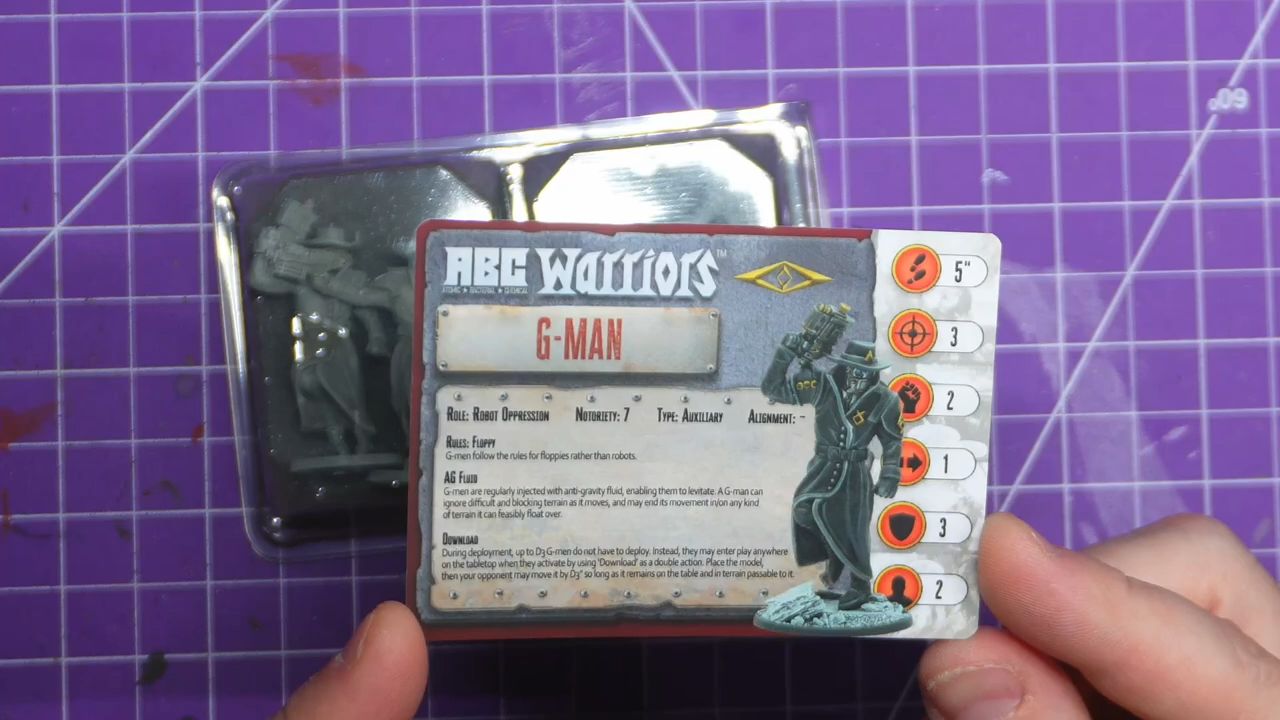 .09
ABC Warriors™
ATOMIC ★ BACTERIAL ★ CHEMICAL
G-MAN
Role: Robot Oppression Notoriety: 7 Type: Auxiliary Alignment: –
Rules: Floppy
G-men follow the rules for floppies rather than robots.
AG Fluid
G-men are regularly injected with anti-gravity fluid, enabling them to levitate. A G-man can
ignore difficult and blocking terrain as it moves, and may end its movement in/on any kind
of terrain it can feasibly float over.
Download
During deployment, up to D3 G-men do not have to deploy. Instead, they may enter play anywhere
on the tabletop when they activate by using 'Download' as a double action. Place the model,
then your opponent may move it by D3" so long as it remains on the table and in terrain passable to it.
5"
3
2
1
3
2